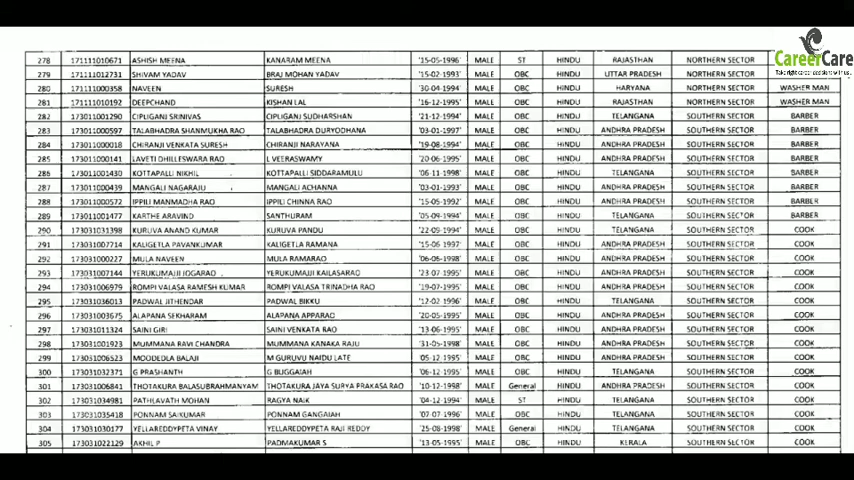 CareerCare
278 171111010671 ASHISH MEENA KANARAM MEENA '15-05-1996' MALE ST HINDU RAJASTHAN NORTHERN SECTOR
279 171111012731 SHIVAM YADAV BRAJ MOHAN YADAV '15-02-1993' MALE OBC HINDU UTTAR PRADESH NORTHERN SECTOR
280 171111000358 NAVEEN SURESH '30-04-1994' MALE OBC HINDU HARYANA NORTHERN SECTOR WASHER MAN
281 171111010192 DEEPCHAND KISHAN LAL '16-12-1995' MALE OBC HINDU RAJASTHAN NORTHERN SECTOR WASHER MAN
282 173011001290 CIPLIGANJ SRINIVAS CIPLIGANJ SUDHARSHAN '21-12-1994' MALE OBC HINDU TELANGANA SOUTHERN SECTOR BARBER
283 173011000597 TALABHADRA SHANMUKHA RAO TALABHADRA DURYODHANA '03-01-1997' MALE OBC HINDU ANDHRA PRADESH SOUTHERN SECTOR BARBER
284 173011000018 CHIRANJI VENKATA SURESH CHIRANJI NARAYANA '19-08-1994' MALE OBC HINDU ANDHRA PRADESH SOUTHERN SECTOR BARBER
285 173011000141 LAVETI DHILLESWARA RAO L VEERASWAMY '20-06-1995' MALE OBC HINDU ANDHRA PRADESH SOUTHERN SECTOR BARBER
286 173011001430 KOTTAPALLI NIKHIL KOTTAPALLI SIDDARAMULU '06-11-1998' MALE OBC HINDU TELANGANA SOUTHERN SECTOR BARBER
287 173011000439 MANGALI NAGARAJU MANGALI ACHANNA '03-01-1993' MALE OBC HINDU ANDHRA PRADESH SOUTHERN SECTOR BARBER
288 173011000572 IPPILI MANMADHA RAO IPPILI CHINNA RAO '15-05-1992' MALE OBC HINDU ANDHRA PRADESH SOUTHERN SECTOR BARBER
289 173011001477 KARTHE ARAVIND SANTHURAM '05-09-1994' MALE OBC HINDU TELANGANA SOUTHERN SECTOR BARBER
290 173031031398 KURUVA ANAND KUMAR KURUVA PANDU '22-09-1994' MALE OBC HINDU TELANGANA SOUTHERN SECTOR COOK
291 173031007714 KALIGETLA PAVANKUMAR KALIGETLA RAMANA '15-06 1997' MALE OBC HINDU ANDHRA PRADESH SOUTHERN SECTOR COOK
292 173031000227 MULA NAVEEN MULA RAMARAO '06-06-1998' MALE OBC HINDU ANDHRA PRADESH SOUTHERN SECTOR COOK
293 173031007144 YERUKUMAJJI JOGARAO YERUKUMAJJI KAILASARAO '23 07-1995' MALE OBC HINDU ANDHRA PRADESH SOUTHERN SECTOR COOK
294 173031006979 ROMPI VALASA RAMESH KUMAR ROMPI VALASA TRINADHA RAO '19-07-1995' MALE OBC HINDU ANDHRA PRADESH SOUTHERN SECTOR COOK
295 173031036013 PADWAL JITHENDAR PADWAL BIKKU '12-02 1996' MALE OBC HINDU TELANGANA SOUTHERN SECTOR COOK
296 173031003675 ALAPANA SEKHARAM ALAPANA APPARAO '20-05-1995' MALE OBC HINDU ANDHRA PRADESH SOUTHERN SECTOR COOK
297 173031011324 SAINI GIRI SAINI VENKATA RAO '13-06-1995' MALE OBC HINDU ANDHRA PRADESH SOUTHERN SECTOR COOK
298 173031001923 MUMMANA RAVI CHANDRA MUMMANA KANAKA RAJU '31-05-1998' MALE OBC HINDU ANDHRA PRADESH SOUTHERN SECTOR COOK
299 173031006523 MOODEDLA BALAJI M GURUVU NAIDU LATE '05-12 1995' MALE OBC HINDU ANDHRA PRADESH SOUTHERN SECTOR COOK
300 173031032371 G PRASHANTH G BUGGAIAH '06-12 1995' MALE OBC HINDU TELANGANA SOUTHERN SECTOR COOK
301 173031006841 THOTAKURA BALASUBRAHMANYAM THOTAKURA JAYA SURYA PRAKASA RAO '10-12-1998' MALE General HINDU ANDHRA PRADESH SOUTHERN SECTOR COOK
302 173031034981 PATHLAVATH MOHAN RAGYA NAIK '04-12 1994' MALE ST HINDU TELANGANA SOUTHERN SECTOR COOK
303 173031035418 PONNAM SAIKUMAR PONNAM GANGAIAH '07-07 1996' MALE OBC HINDU TELANGANA SOUTHERN SECTOR COOK
304 173031030177 YELLAREDDYPETA VINAY YELLAREDDYPETA RAJI REDDY '25-08-1998' MALE General HINDU TELANGANA SOUTHERN SECTOR COOK
305 173031022129 AKHIL P PADMAKUMAR S '13-05-1995' MALE OBC HINDU KERALA SOUTHERN SECTOR COOK